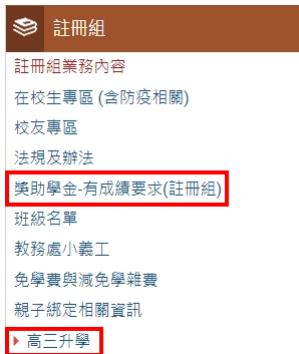 註冊組
註冊組業務內容
在校生專區 (含防疫相關)
校友專區
法規及辦法
獎助學金-有成績要求(註冊組)
班級名單
教務處小義工
免學費與減免學雜費
親子綁定相關資訊
高三升學